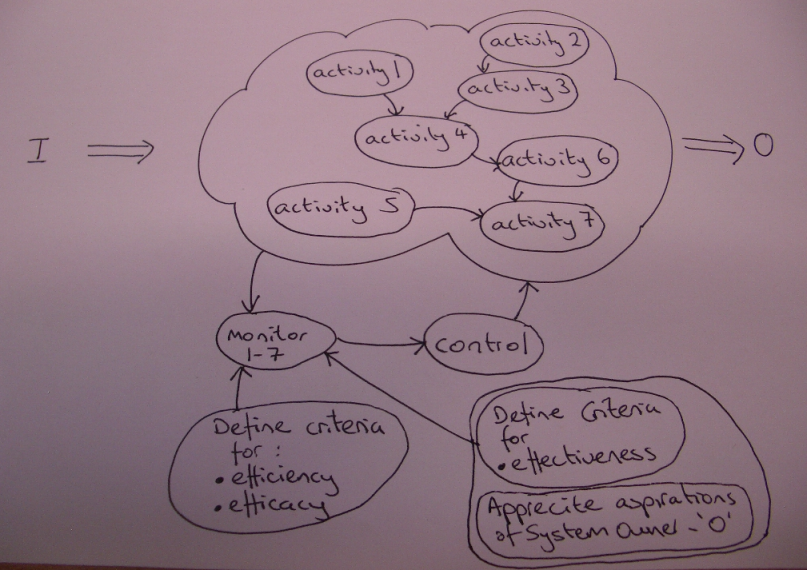 activity 2
activity 1
activity 3
activity 4
I
O
activity 6
activity 5
activity 7
monitor
1-7
control
Define criteria
for :
• efficiency
• efficacy
Define Criteria
for
• effectiveness
Apprecite aspirations
of System Owner - 'O'